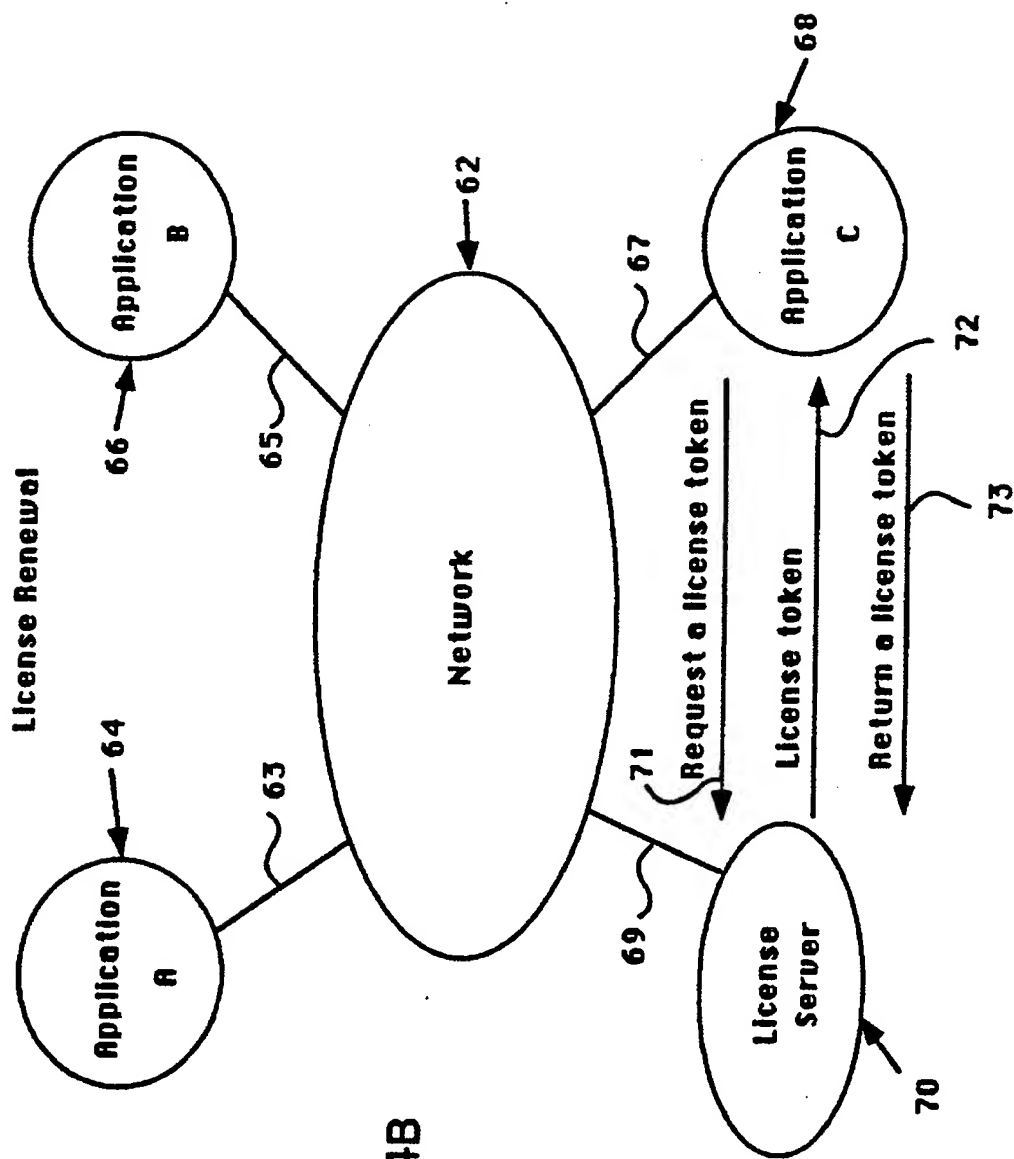 License Renewal
64
Application
A
63
66
Application
B
65
Network
62
69
License
Server
70
67
Application
C
68
71
Request a license token
License token
72
Return a license token
73
4B